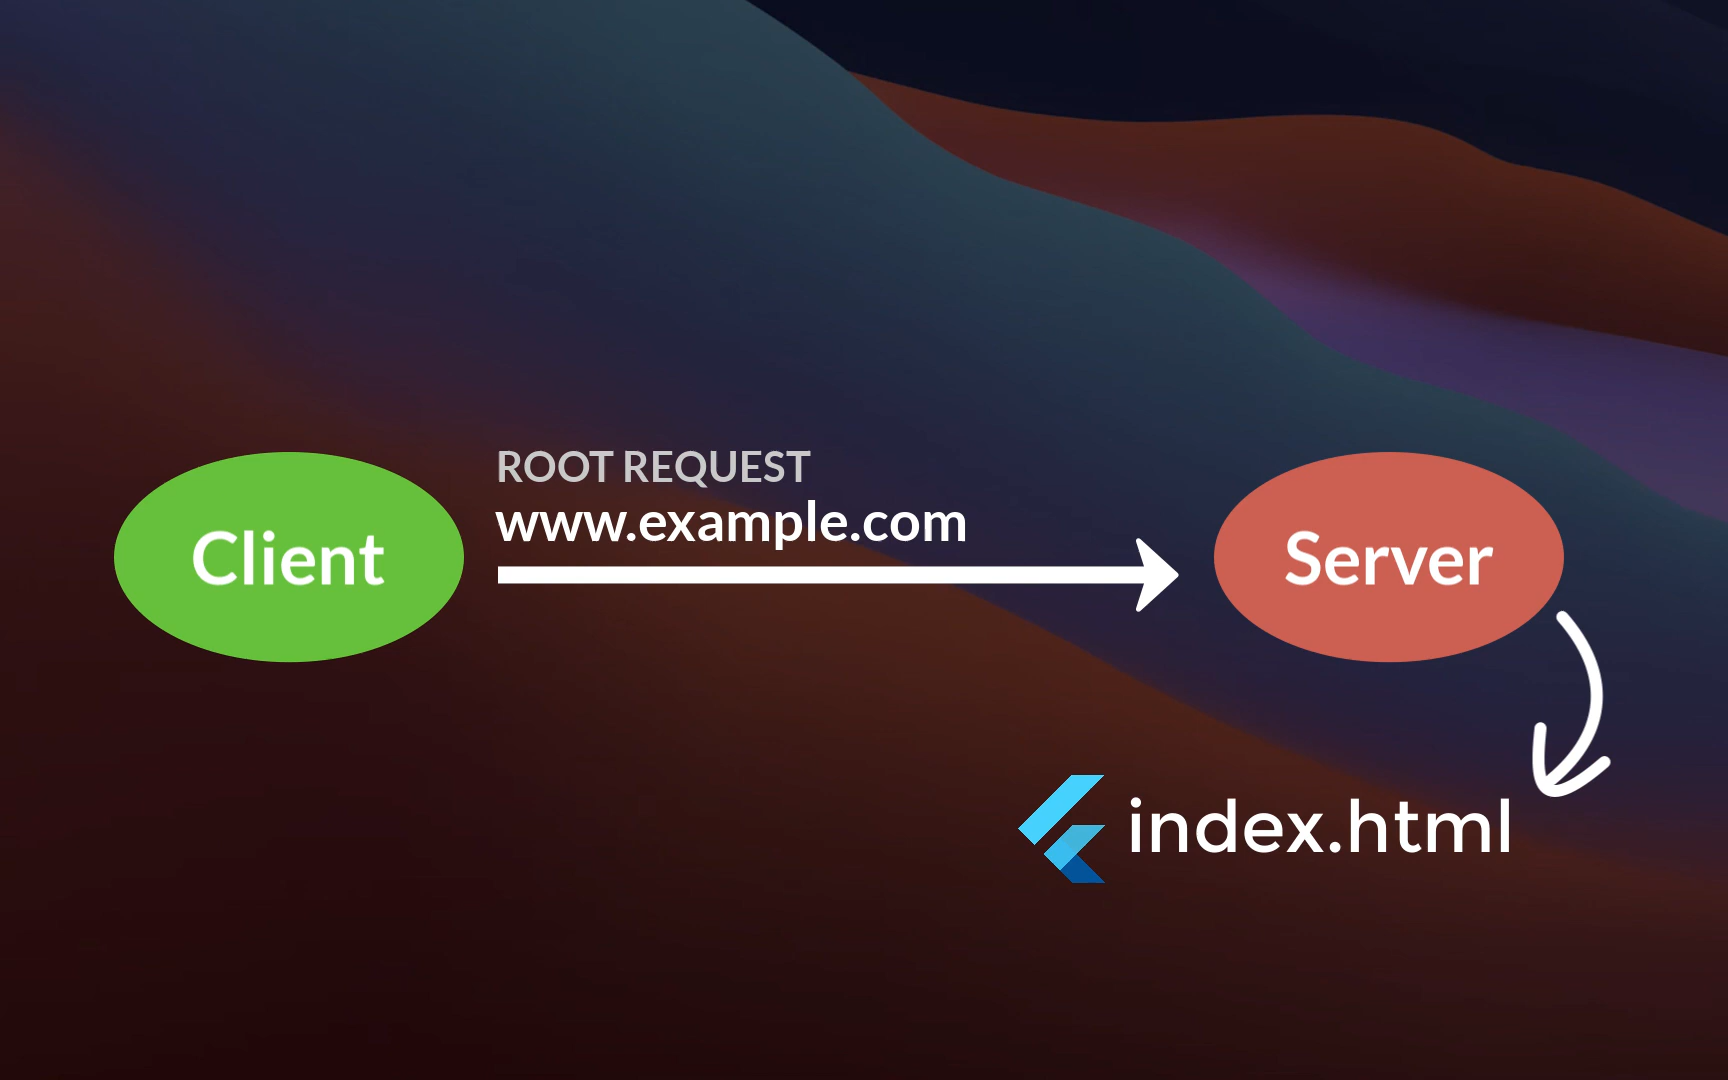 ROOT REQUEST
www.example.com
Client
Server
index.html